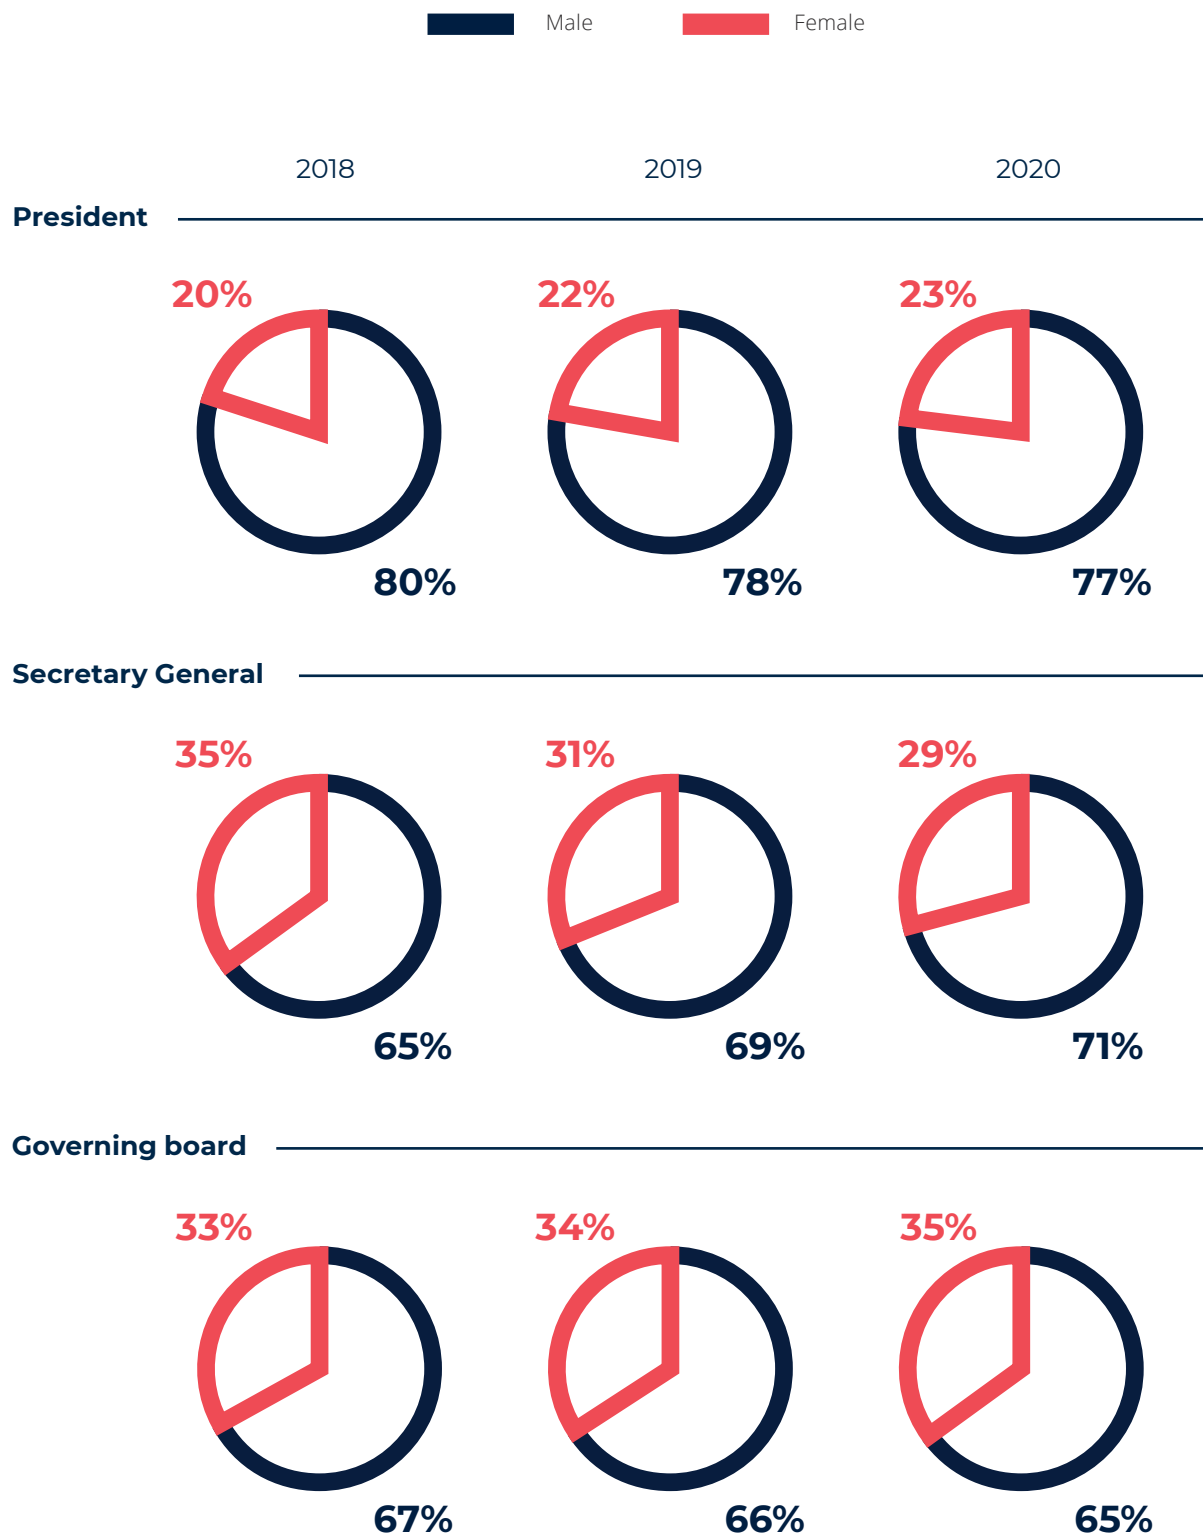 Male Female
2018 2019 2020
President
20% 22% 23%
80% 78% 77%
Secretary General
35% 31% 29%
65% 69% 71%
Governing board
33% 34% 35%
67% 66% 65%